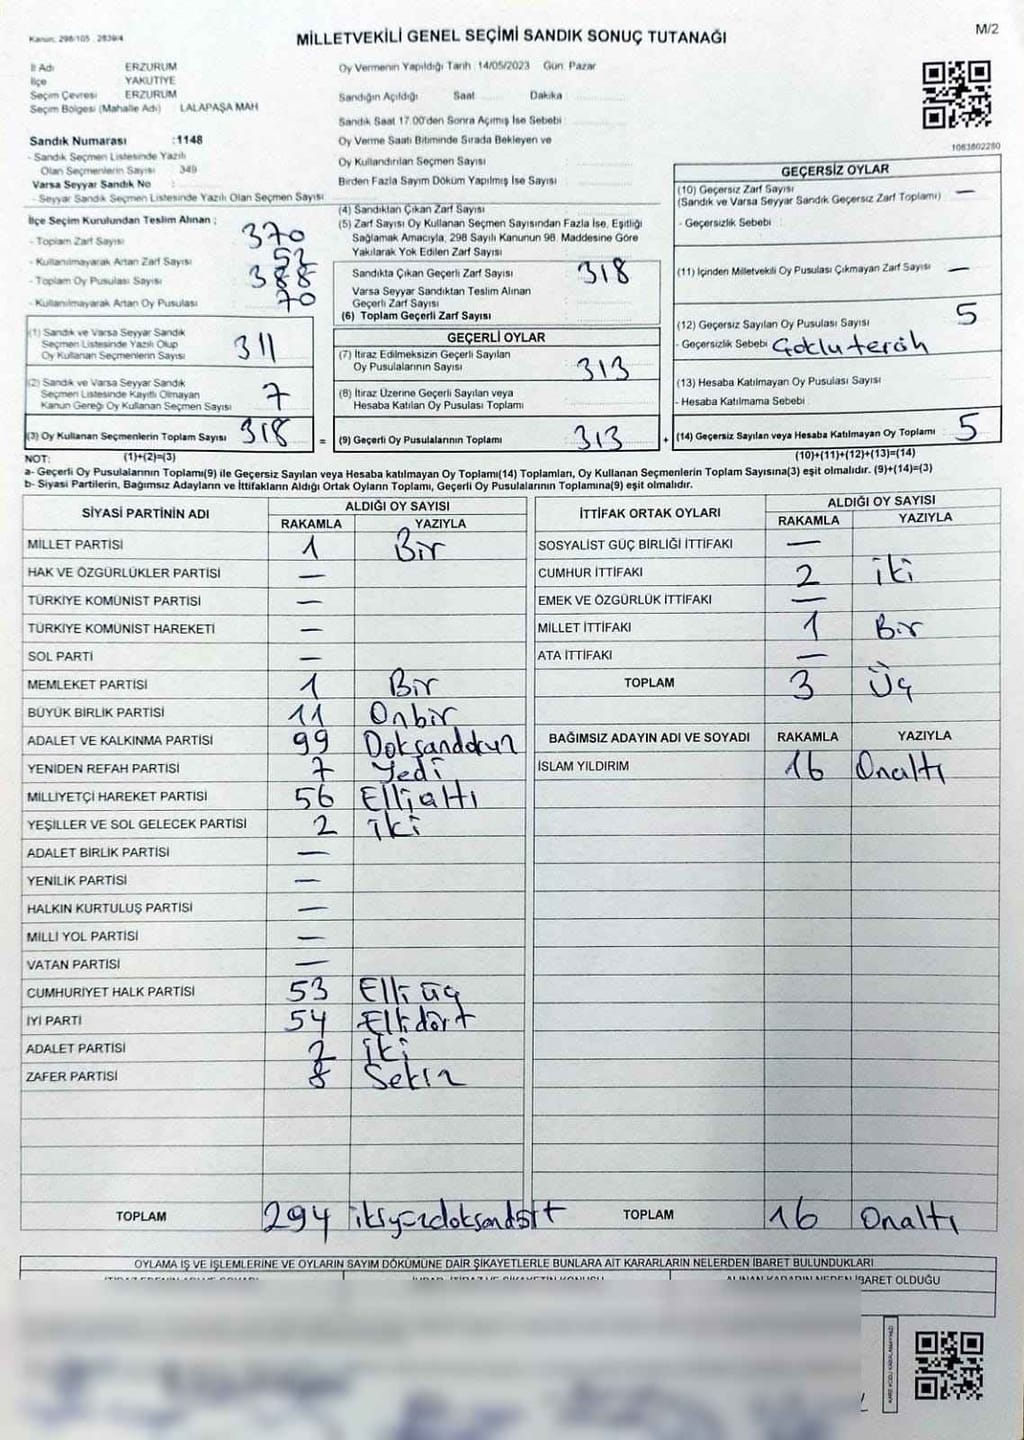 Kanun: 298/105 , 2839/4
MİLLETVEKİLİ GENEL SEÇİMİ SANDIK SONUÇ TUTANAĞI
M/2
İl Adı ERZURUM
İlçe YAKUTİYE
Seçim Çevresi ERZURUM
Seçim Bölgesi (Mahalle Adı) LALAPAŞA MAH
Sandık Numarası :1148
- Sandık Seçmen Listesinde Yazılı
Olan Seçmenlerin Sayısı 349
Varsa Seyyar Sandık No :
- Seyyar Sandık Seçmen Listesinde Yazılı Olan Seçmen Sayısı
Oy Vermenin Yapıldığı Tarih :14/05/2023 Gün: Pazar
Sandığın Açıldığı Saat Dakika
Sandık Saat 17.00'den Sonra Açımış İse Sebebi :
Oy Verme Saati Bitiminde Sırada Bekleyen ve
Oy Kullandırılan Seçmen Sayısı
Birden Fazla Sayım Döküm Yapılmış İse Sayısı
1083802280
İlçe Seçim Kurulundan Teslim Alınan ;
- Toplam Zarf Sayısı 370
- Kullanılmayarak Artan Zarf Sayısı 52
- Toplam Oy Pusulası Sayısı 388
- Kullanılmayarak Artan Oy Pusulası 70
(1) Sandık ve Varsa Seyyar Sandık
Seçmen Listesinde Yazılı Olup
Oy Kullanan Seçmenlerin Sayısı 311
(2) Sandık ve Varsa Seyyar Sandık
Seçmen Listesinde Kayıtlı Olmayan
Kanun Gereği Oy Kullanan Seçmen Sayısı 7
(3) Oy Kullanan Seçmenlerin Toplam Sayısı 318 =
(4) Sandıktan Çıkan Zarf Sayısı
(5) Zarf Sayısı Oy Kullanan Seçmen Sayısından Fazla İse, Eşitliği
Sağlamak Amacıyla, 298 Sayılı Kanunun 98. Maddesine Göre
Yakılarak Yok Edilen Zarf Sayısı
Sandıkta Çıkan Geçerli Zarf Sayısı 318
Varsa Seyyar Sandıktan Teslim Alınan
Geçerli Zarf Sayısı
(6) Toplam Geçerli Zarf Sayısı
GEÇERLİ OYLAR
(7) İtiraz Edilmeksizin Geçerli Sayılan
Oy Pusulalarının Sayısı 313
(8) İtiraz Üzerine Geçerli Sayılan veya
Hesaba Katılan Oy Pusulası Toplamı
(9) Geçerli Oy Pusulalarının Toplamı 313 +
GEÇERSİZ OYLAR
(10) Geçersiz Zarf Sayısı
(Sandık ve Varsa Seyyar Sandık Geçersiz Zarf Toplamı) —
- Geçersizlik Sebebi :
(11) İçinden Milletvekili Oy Pusulası Çıkmayan Zarf Sayısı —
(12) Geçersiz Sayılan Oy Pusulası Sayısı 5
- Geçersizlik Sebebi
(13) Hesaba Katılmayan Oy Pusulası Sayısı
- Hesaba Katılmama Sebebi
(14) Geçersiz Sayılan veya Hesaba Katılmayan Oy Toplamı 5
NOT: (1)+(2)=(3) (10)+(11)+(12)+(13)=(14)
a- Geçerli Oy Pusulalarının Toplamı(9) ile Geçersiz Sayılan veya Hesaba katılmayan Oy Toplamı(14) Toplamları, Oy Kullanan Seçmenlerin Toplam Sayısına(3) eşit olmalıdır. (9)+(14)=(3)
b- Siyasi Partilerin, Bağımsız Adayların ve İttifakların Aldığı Ortak Oyların Toplamı, Geçerli Oy Pusulalarının Toplamına(9) eşit olmalıdır.
SİYASİ PARTİNİN ADI ALDIĞI OY SAYISI
RAKAMLA YAZIYLA
MİLLET PARTİSİ 1 Bir
HAK VE ÖZGÜRLÜKLER PARTİSİ —
TÜRKİYE KOMÜNİST PARTİSİ —
TÜRKİYE KOMÜNİST HAREKETİ —
SOL PARTİ —
MEMLEKET PARTİSİ 1 Bir
BÜYÜK BİRLİK PARTİSİ 11 Onbir
ADALET VE KALKINMA PARTİSİ 99 Doksandokuz
YENİDEN REFAH PARTİSİ 7 Yedi
MİLLİYETÇİ HAREKET PARTİSİ 56 Ellialtı
YEŞİLLER VE SOL GELECEK PARTİSİ 2 iki
ADALET BİRLİK PARTİSİ —
YENİLİK PARTİSİ —
HALKIN KURTULUŞ PARTİSİ —
MİLLİ YOL PARTİSİ —
VATAN PARTİSİ —
CUMHURİYET HALK PARTİSİ 53 Elli üç
İYİ PARTİ 54 Elli dört
ADALET PARTİSİ 2 iki
ZAFER PARTİSİ 8 Sekiz
TOPLAM 294 ikiyüzdoksandört
İTTİFAK ORTAK OYLARI ALDIĞI OY SAYISI
RAKAMLA YAZIYLA
SOSYALİST GÜÇ BİRLİĞİ İTTİFAKI —
CUMHUR İTTİFAKI 2 iki
EMEK VE ÖZGÜRLÜK İTTİFAKI —
MİLLET İTTİFAKI 1 Bir
ATA İTTİFAKI —
TOPLAM 3 Üç
BAĞIMSIZ ADAYIN ADI VE SOYADI RAKAMLA YAZIYLA
İSLAM YILDIRIM 16 Onaltı
TOPLAM 16 Onaltı
OYLAMA İŞ VE İŞLEMLERİNE VE OYLARIN SAYIM DÖKÜMÜNE DAİR ŞİKAYETLERLE BUNLARA AİT KARARLARIN NELERDEN İBARET BULUNDUKLARI
ALINAN KARARIN NEDEN İBARET OLDUĞU